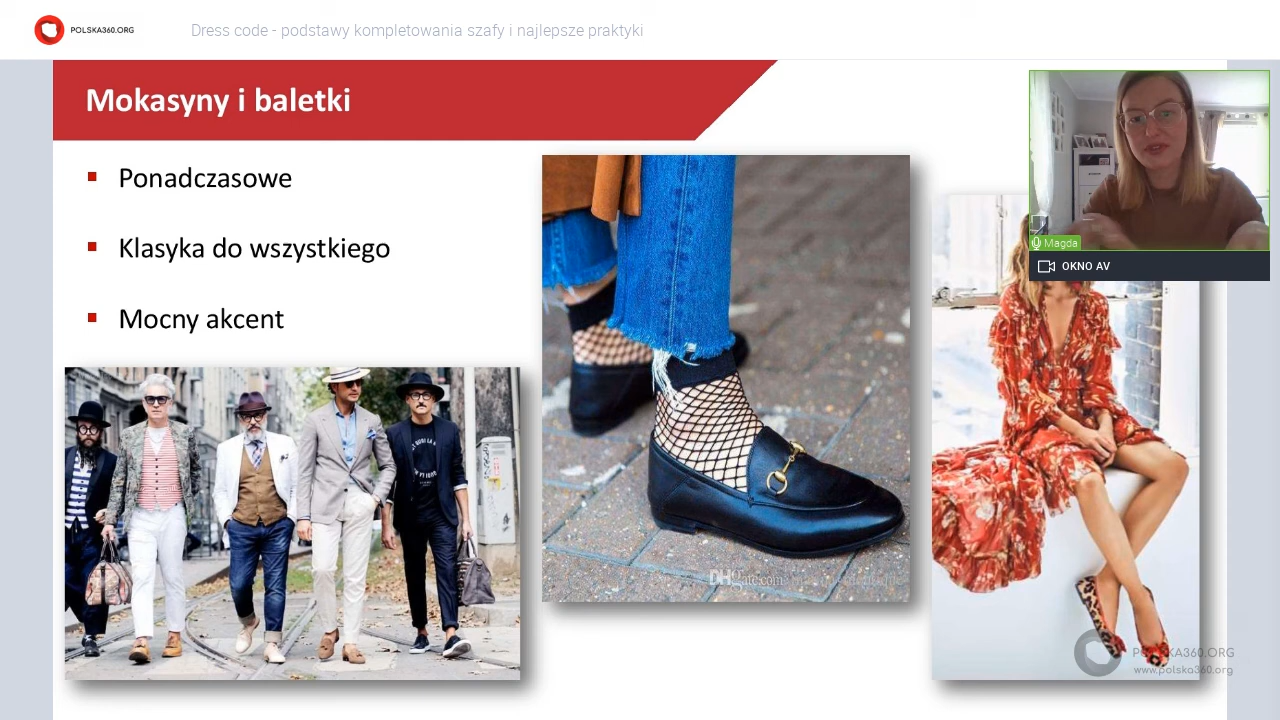 POLSKA360.ORG
Dress code - podstawy kompletowania szafy i najlepsze praktyki
Mokasyny i baletki
Ponadczasowe
Klasyka do wszystkiego
Mocny akcent
Magda
OKNO AV
DHgate.com
POLSKA360.ORG
www.polska360.org